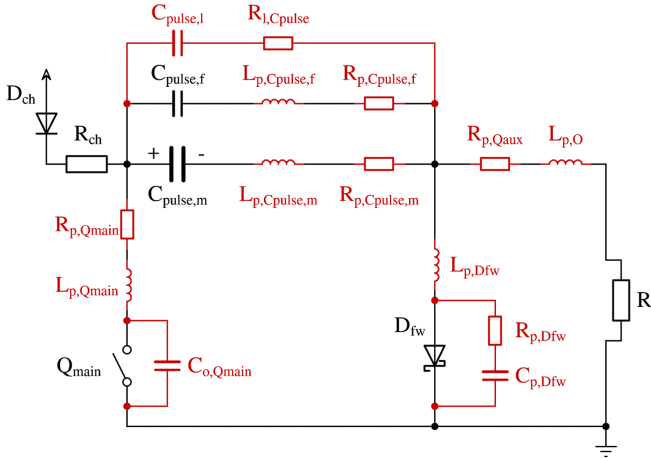 C_pulse,l R_l,Cpulse
C_pulse,f L_p,Cpulse,f R_p,Cpulse,f
D_ch
R_ch + - R_p,Qaux L_p,O
C_pulse,m L_p,Cpulse,m R_p,Cpulse,m
R_p,Qmain
L_p,Qmain L_p,Dfw
R
D_fw R_p,Dfw
Q_main C_o,Qmain C_p,Dfw